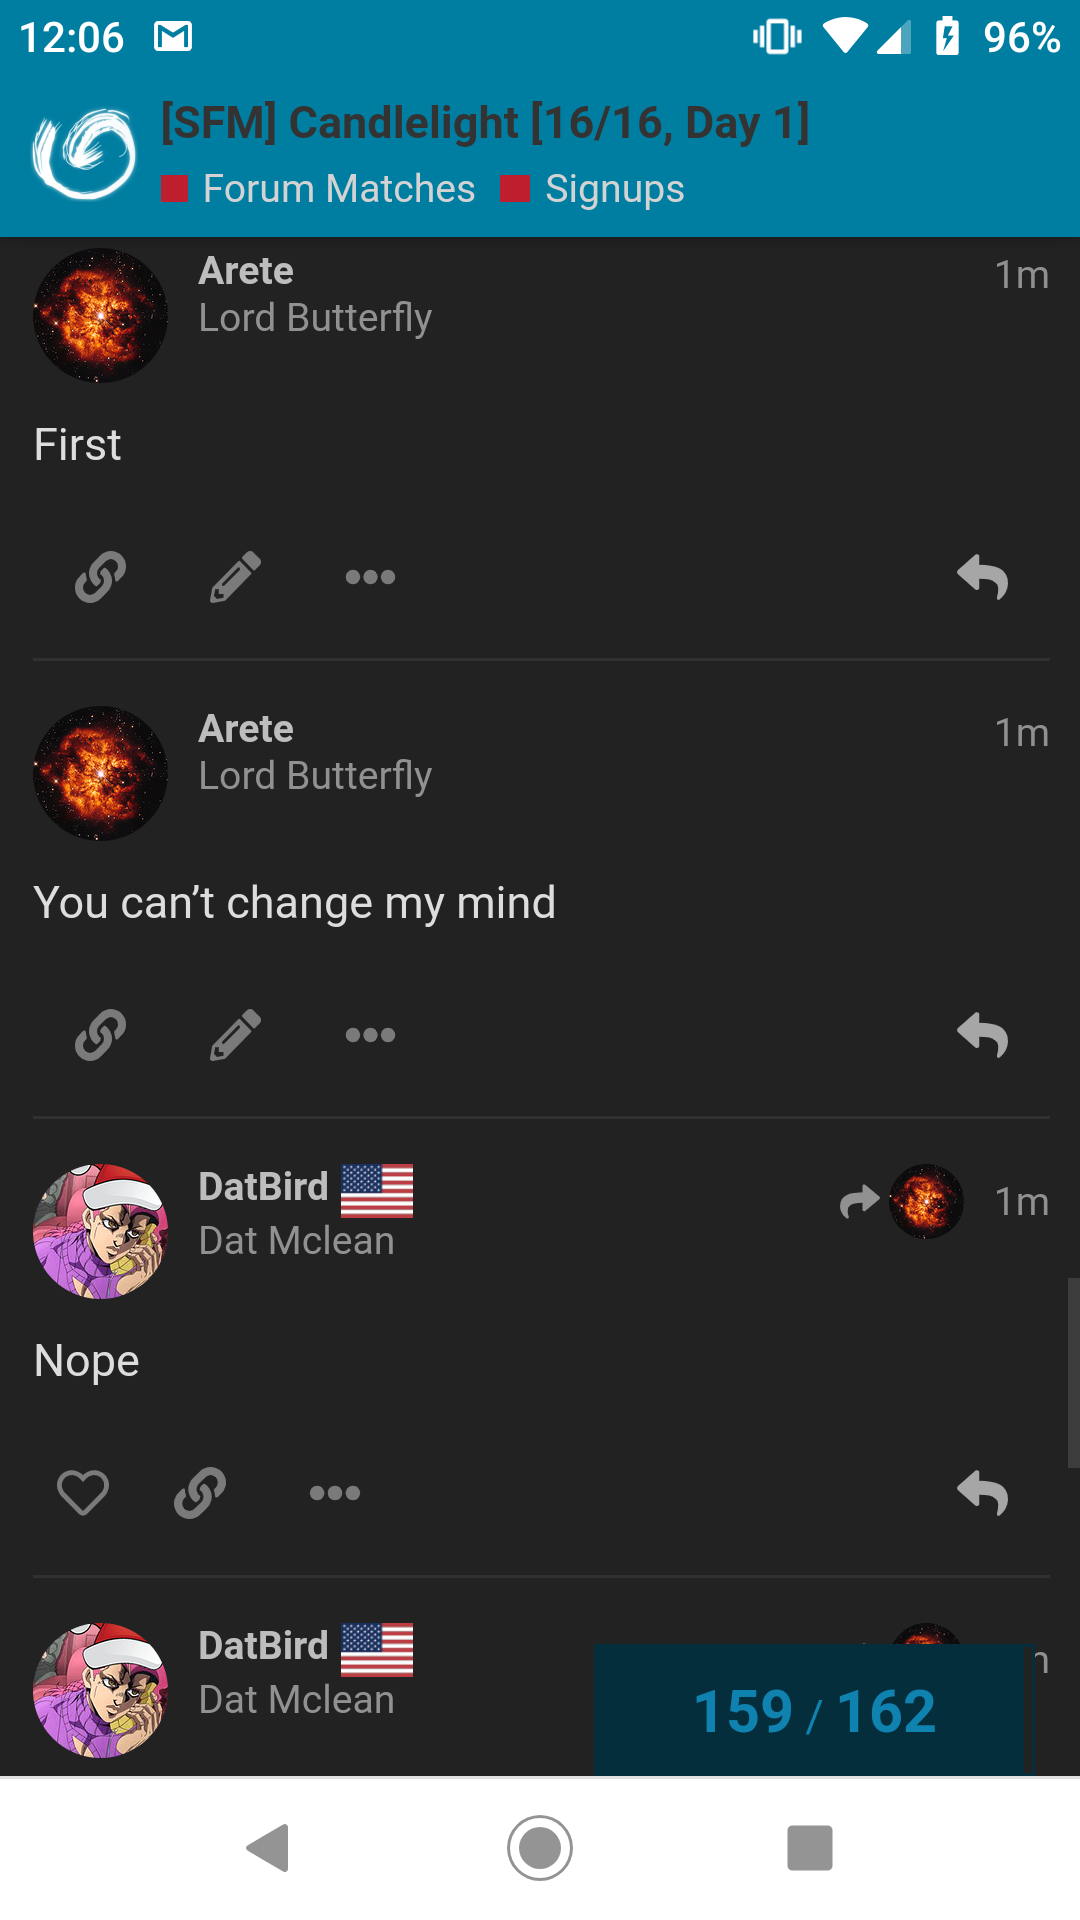 12:06
96%
[SFM] Candlelight [16/16, Day 1]
Forum Matches Signups
Arete
1m
Lord Butterfly
First
Arete
1m
Lord Butterfly
You can’t change my mind
DatBird
1m
Dat Mclean
Nope
DatBird
Dat Mclean
159 / 162